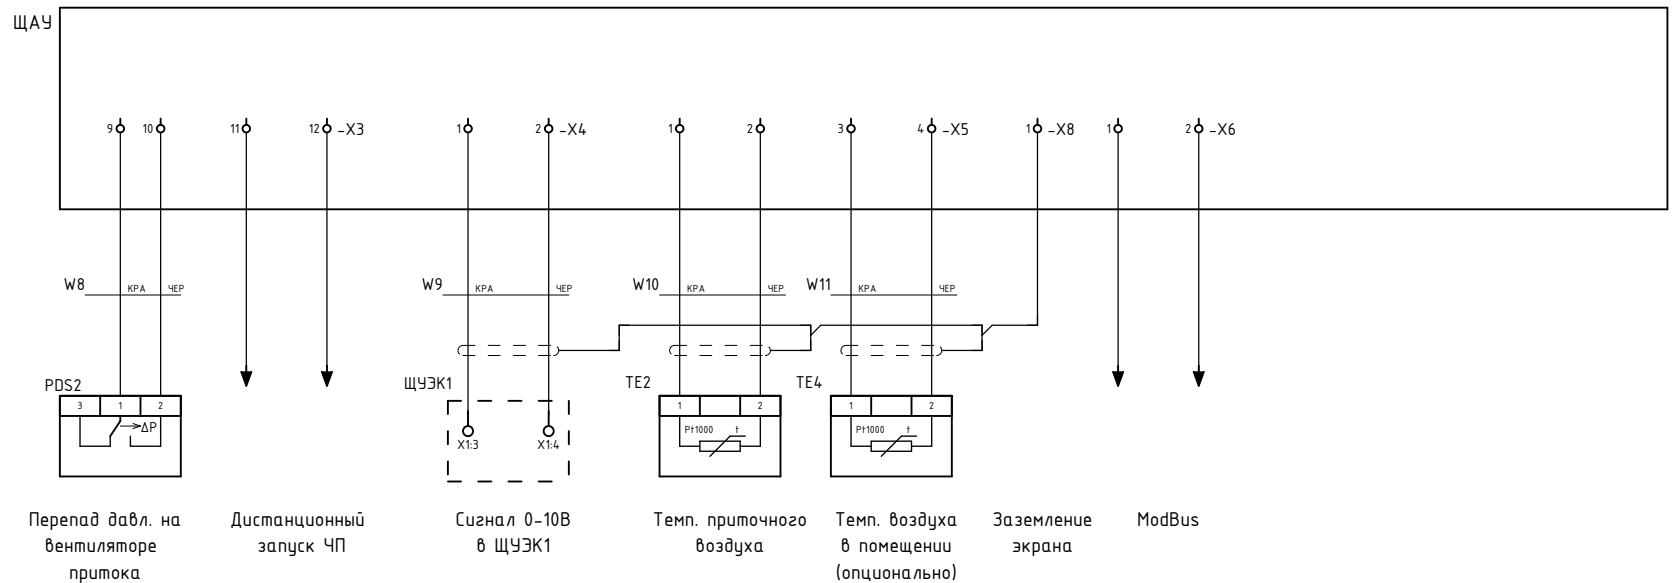 ЩАУ
9 10 11 12 -X3 1 2 -X4 1 2 3 4 -X5 1 -X8 1 2 -X6
W8 КРА ЧЕР W9 КРА ЧЕР W10 КРА ЧЕР W11 КРА ЧЕР
PDS2 ЩУЭК1 TE2 TE4
3 1 2 1 2 1 2
ΔP Pt1000 t Pt1000 t
X1:3 X1:4
Перепад давл. на
вентиляторе
притока
Дистанционный
запуск ЧП
Сигнал 0-10В
в ЩУЭК1
Темп. приточного
воздуха
Темп. воздуха
в помещении
(опционально)
Заземление
экрана
ModBus